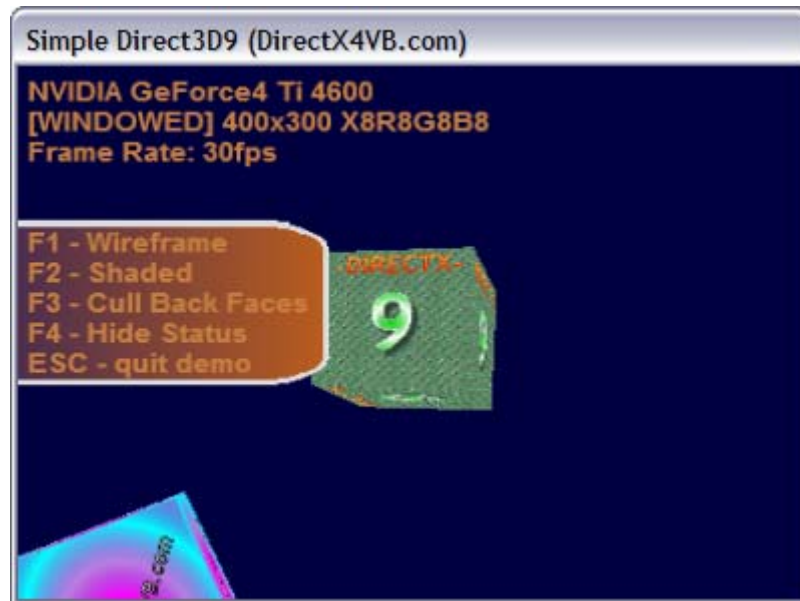 Simple Direct3D9 (DirectX4VB.com)
NVIDIA GeForce4 Ti 4600
[WINDOWED] 400x300 X8R8G8B8
Frame Rate: 30fps
F1 - Wireframe
F2 - Shaded
F3 - Cull Back Faces
F4 - Hide Status
ESC - quit demo
-DIRECTX-
9
.com